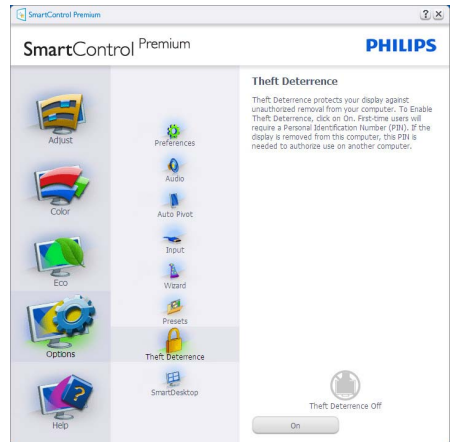 SmartControl Premium
? X
SmartControl Premium
PHILIPS
Adjust
Color
Eco
Options
Help
Preferences
Audio
Auto Pivot
Input
Wizard
Presets
Theft Deterrence
SmartDesktop
Theft Deterrence
Theft Deterrence protects your display against
unauthorized removal from your computer. To Enable
Theft Deterrence, click on On. First-time users will
require a Personal Identification Number (PIN). If the
display is removed from this computer, this PIN is
needed to authorize use on another computer.
Theft Deterrence Off
On